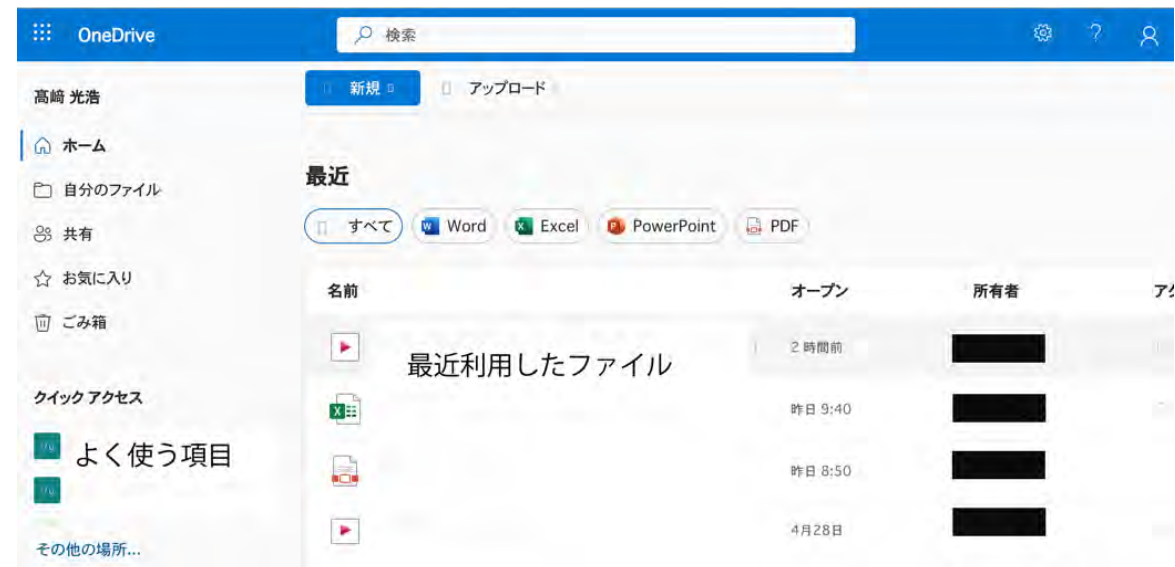 OneDrive
検索
髙﨑 光浩
新規
アップロード
ホーム
自分のファイル
共有
お気に入り
ごみ箱
最近
すべて
Word
Excel
PowerPoint
PDF
名前
オープン
所有者
最近利用したファイル
2 時間前
昨日 9:40
昨日 8:50
4月28日
クイック アクセス
よく使う項目
その他の場所...